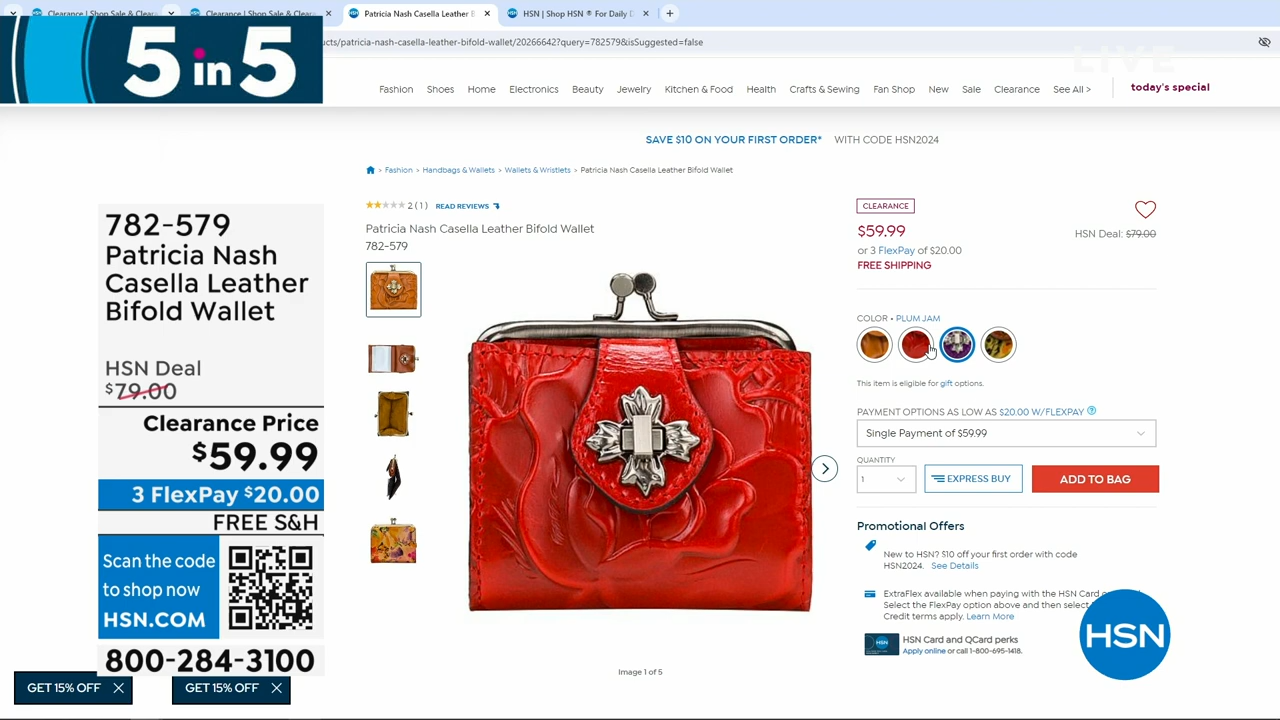 Clearance | Shop Sale & Cleara
Clearance | Shop Sale & Cleara
Patricia Nash Casella Leather B
HSN | Shop HSN ® For Daily D
5 in 5
ucts/patricia-nash-casella-leather-bifold-wallet/20266642?query=782579&isSuggested=false
LIVE
Fashion Shoes Home Electronics Beauty Jewelry Kitchen & Food Health Crafts & Sewing Fan Shop New Sale Clearance See All > today's special
SAVE $10 ON YOUR FIRST ORDER* WITH CODE HSN2024
> Fashion > Handbags & Wallets > Wallets & Wristlets > Patricia Nash Casella Leather Bifold Wallet
2 ( 1 ) READ REVIEWS
Patricia Nash Casella Leather Bifold Wallet
782-579
CLEARANCE
$59.99
HSN Deal: $79.00
or 3 FlexPay of $20.00
FREE SHIPPING
COLOR • PLUM JAM
This item is eligible for gift options.
PAYMENT OPTIONS AS LOW AS $20.00 W/FLEXPAY ?
Single Payment of $59.99
QUANTITY
1
EXPRESS BUY
ADD TO BAG
Promotional Offers
New to HSN? $10 off your first order with code
HSN2024. See Details
ExtraFlex available when paying with the HSN Card
Select the FlexPay option above and then select
Credit terms apply. Learn More
HSN Card and QCard perks
Apply online or call 1-800-695-1418.
HSN
Image 1 of 5
782-579
Patricia Nash
Casella Leather
Bifold Wallet
HSN Deal
$79.00
Clearance Price
$59.99
3 FlexPay $20.00
FREE S&H
Scan the code
to shop now
HSN.COM
800-284-3100
GET 15% OFF
GET 15% OFF